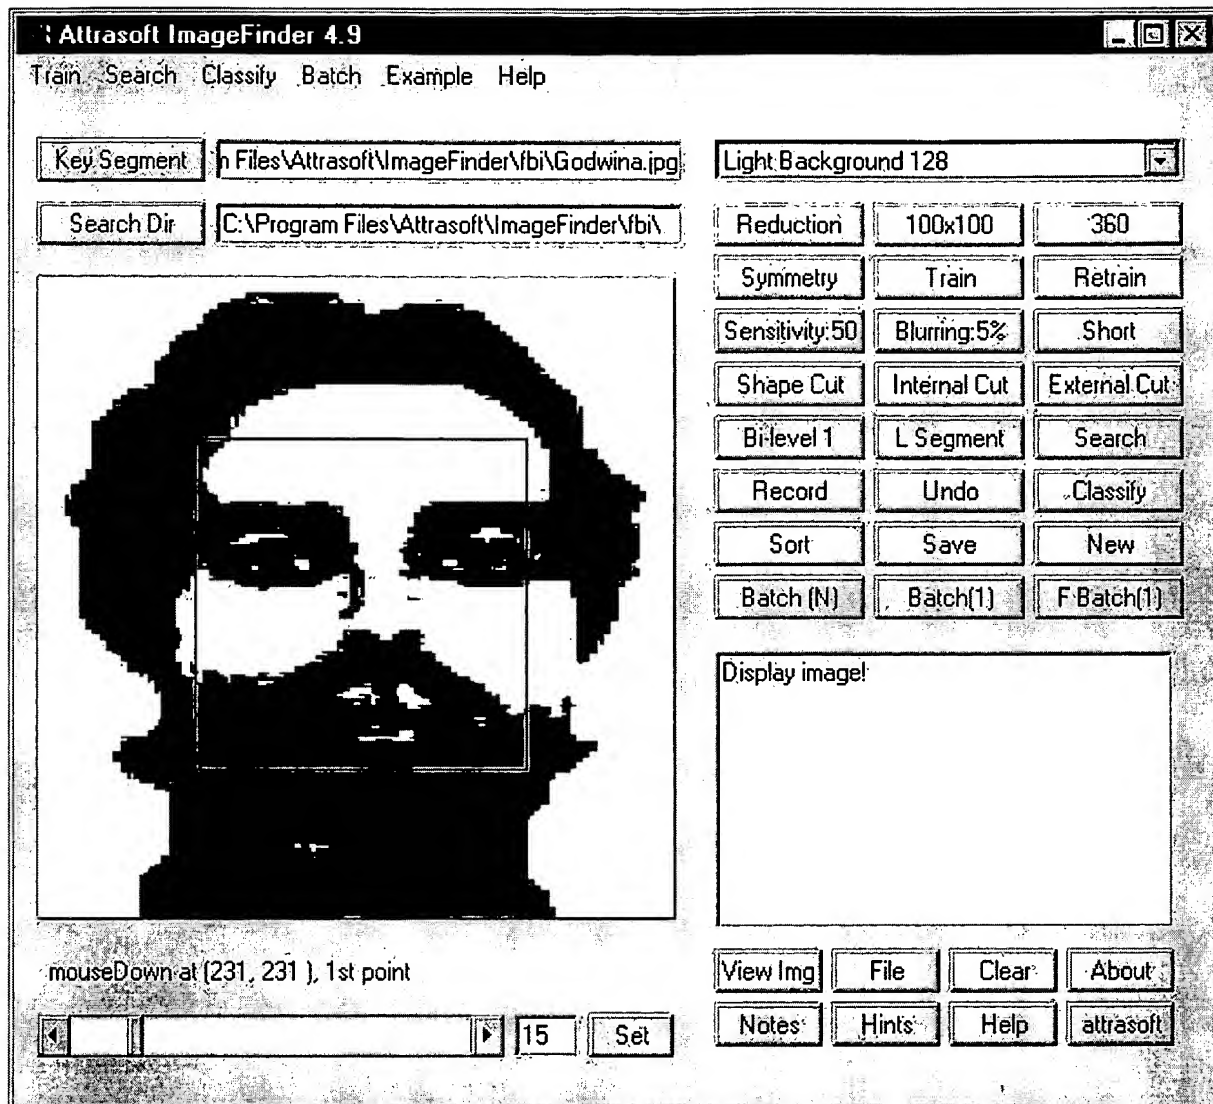 Attrasoft ImageFinder 4.9
Train Search Classify Batch Example Help
Key Segment n Files\Attrasoft\ImageFinder\fbi\Godwina.jpg Light Background 128
Search Dir C:\Program Files\Attrasoft\ImageFinder\fbi\
Reduction 100x100 360
Symmetry Train Retrain
Sensitivity:50 Blurring:5% Short
Shape Cut Internal Cut External Cut
Bi-level 1 L Segment Search
Record Undo Classify
Sort Save New
Batch (N) Batch(1) F Batch(1)
Display image!
mouseDown at (231, 231 ), 1st point
15 Set
View Img File Clear About
Notes Hints Help attrasoft